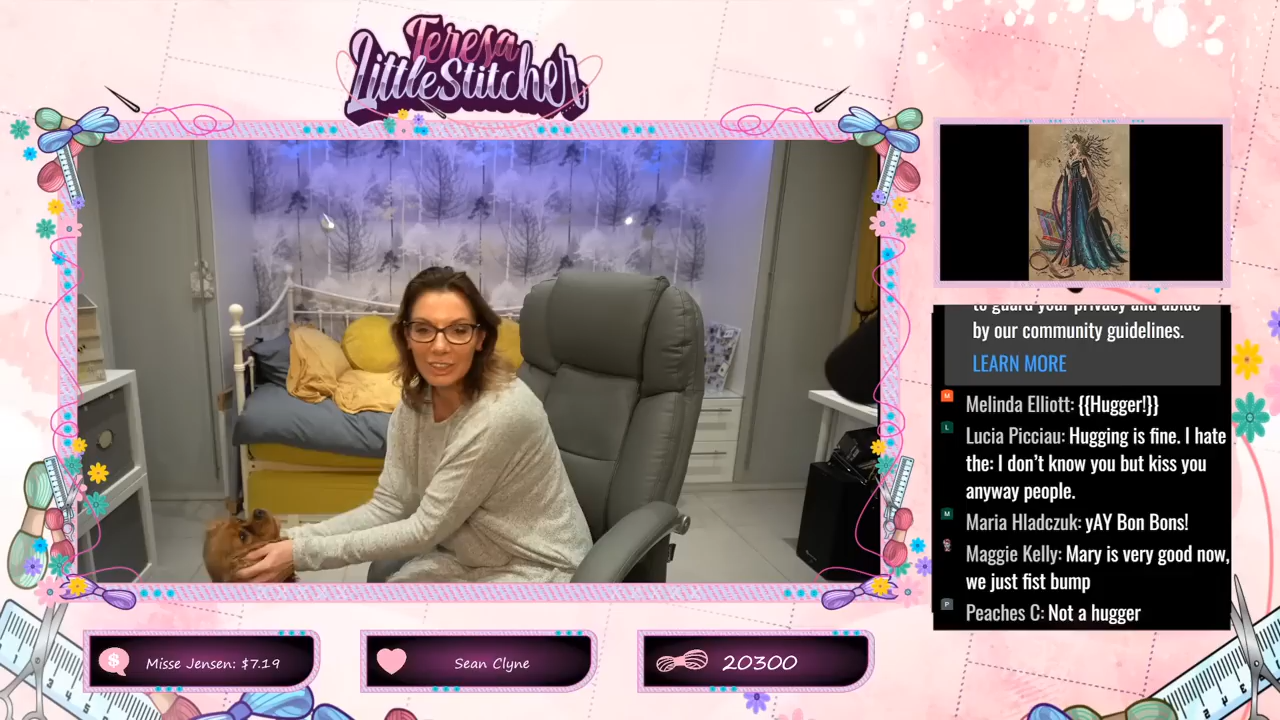 Teresa
LittleStitcher
to guard your privacy and abide
by our community guidelines.
LEARN MORE
M
Melinda Elliott: {{Hugger!}}
L
Lucia Picciau: Hugging is fine. I hate
the: I don't know you but kiss you
anyway people.
M
Maria Hladczuk: yAY Bon Bons!
Maggie Kelly: Mary is very good now,
we just fist bump
P
Peaches C: Not a hugger
$
Misse Jensen: $7.19
Sean Clyne
20300